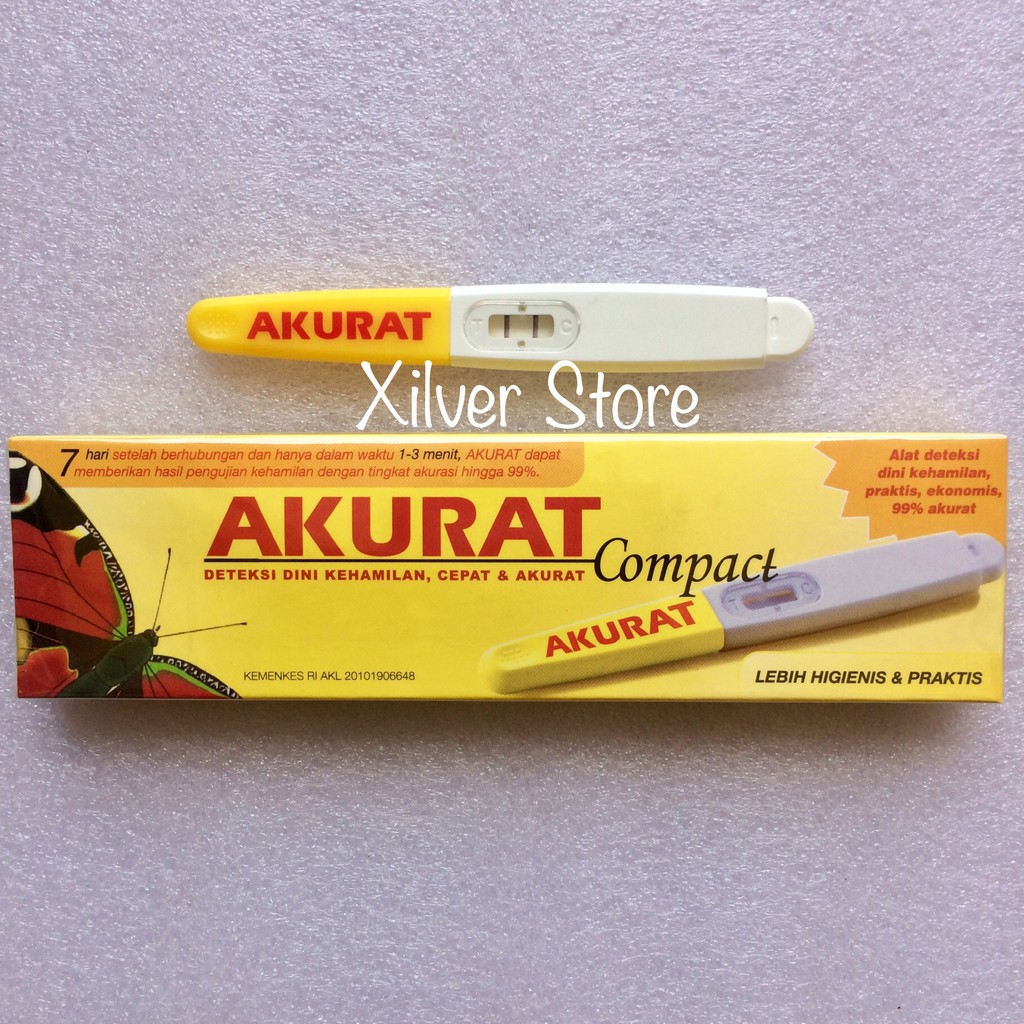 AKURAT
T C
Xilver Store
7 hari setelah berhubungan dan hanya dalam waktu 1-3 menit, AKURAT dapat
memberikan hasil pengujian kehamilan dengan tingkat akurasi hingga 99%.
Alat deteksi
dini kehamilan,
praktis, ekonomis,
99% akurat
AKURAT
Compact
DETEKSI DINI KEHAMILAN, CEPAT & AKURAT
AKURAT
T C
KEMENKES RI AKL 20101906648
LEBIH HIGIENIS & PRAKTIS